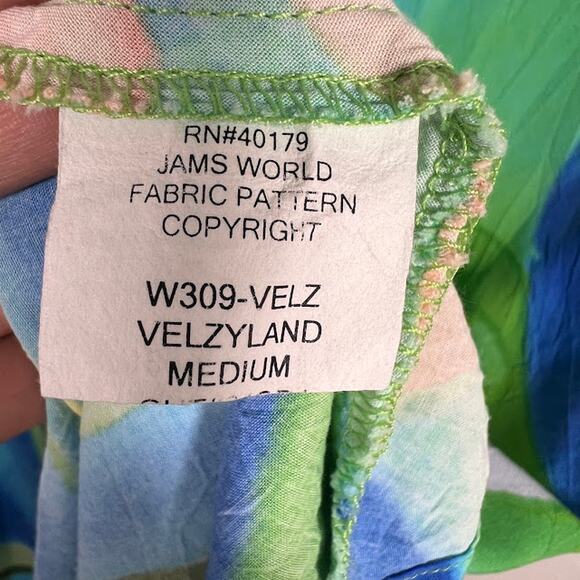 RN#40179
JAMS WORLD
FABRIC PATTERN
COPYRIGHT
W309-VELZ
VELZYLAND
MEDIUM